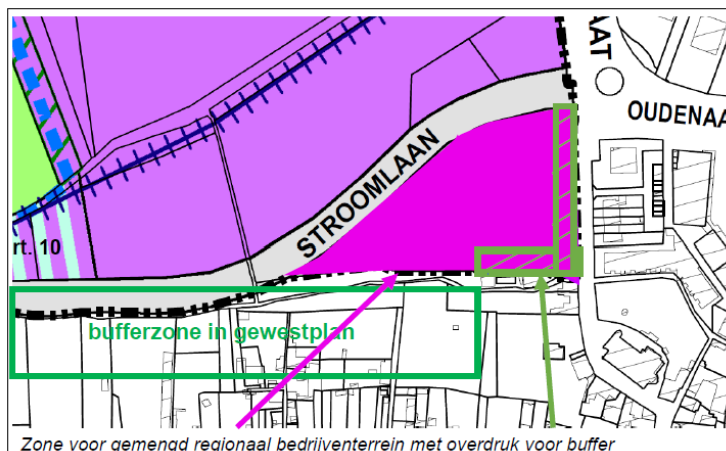 AAT
OUDENAA
STROOMLAAN
rt. 10
bufferzone in gewestplan
Zone voor gemengd regionaal bedrijventerrein met overdruk voor buffer